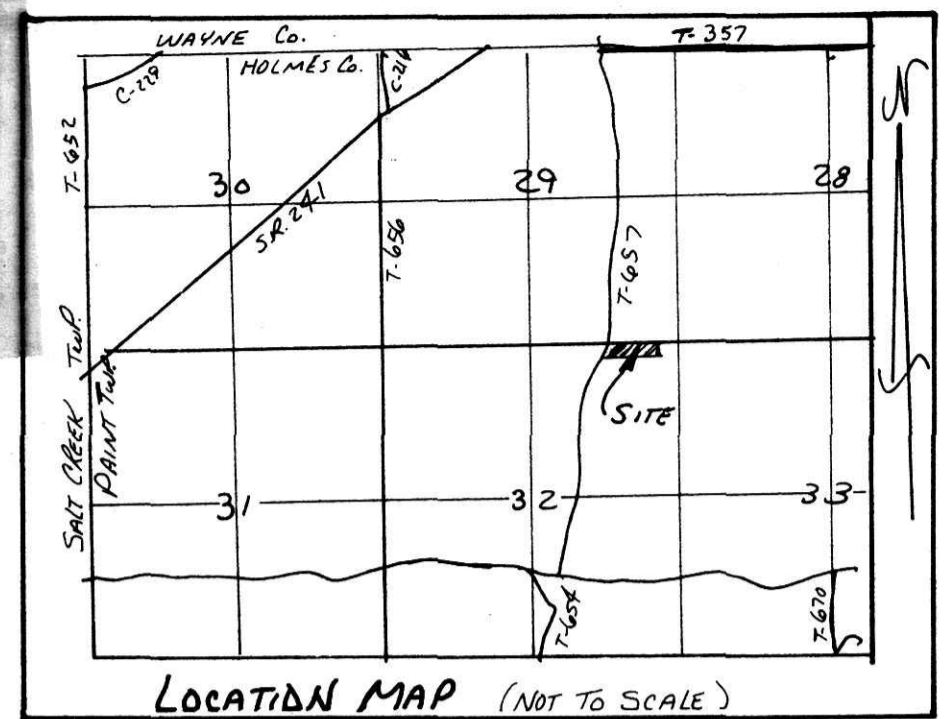 WAYNE Co.
T-357
HOLMES Co.
C-229
C-214
N
T-652
30
29
28
S.R. 241
T-656
T-657
SALT CREEK TWP.
PAINT TWP.
SITE
31
32
33
T-654
T-670
LOCATION MAP (NOT TO SCALE)